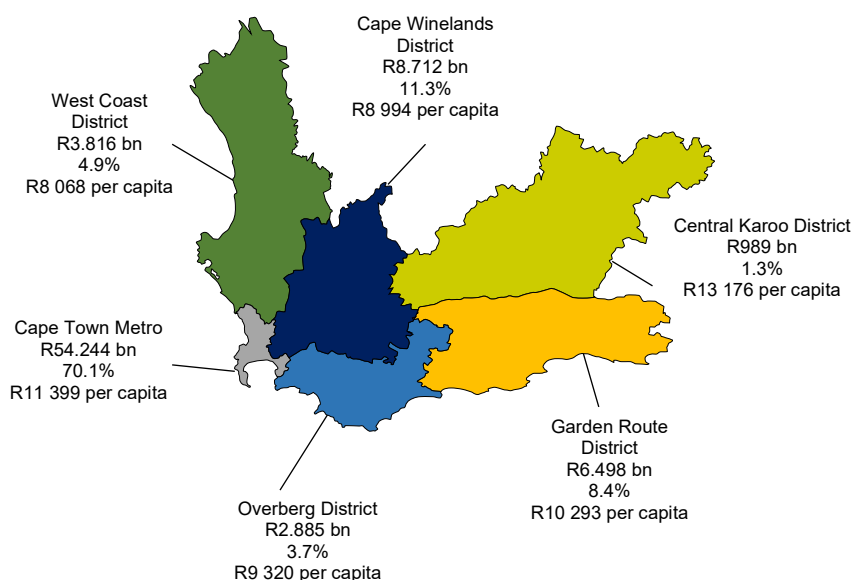 Cape Winelands
District
R8.712 bn
11.3%
R8 994 per capita
West Coast
District
R3.816 bn
4.9%
R8 068 per capita
Central Karoo District
R989 bn
1.3%
R13 176 per capita
Cape Town Metro
R54.244 bn
70.1%
R11 399 per capita
Garden Route
District
R6.498 bn
8.4%
R10 293 per capita
Overberg District
R2.885 bn
3.7%
R9 320 per capita